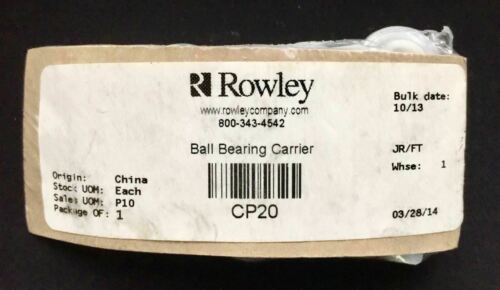 Rowley
www.rowleycompany.com
800-343-4542
Bulk date:
10/13
Ball Bearing Carrier
JR/FT
Whse: 1
Origin: China
Stock UOM: Each
Sales UOM: P10
Package OF: 1
CP20
03/28/14